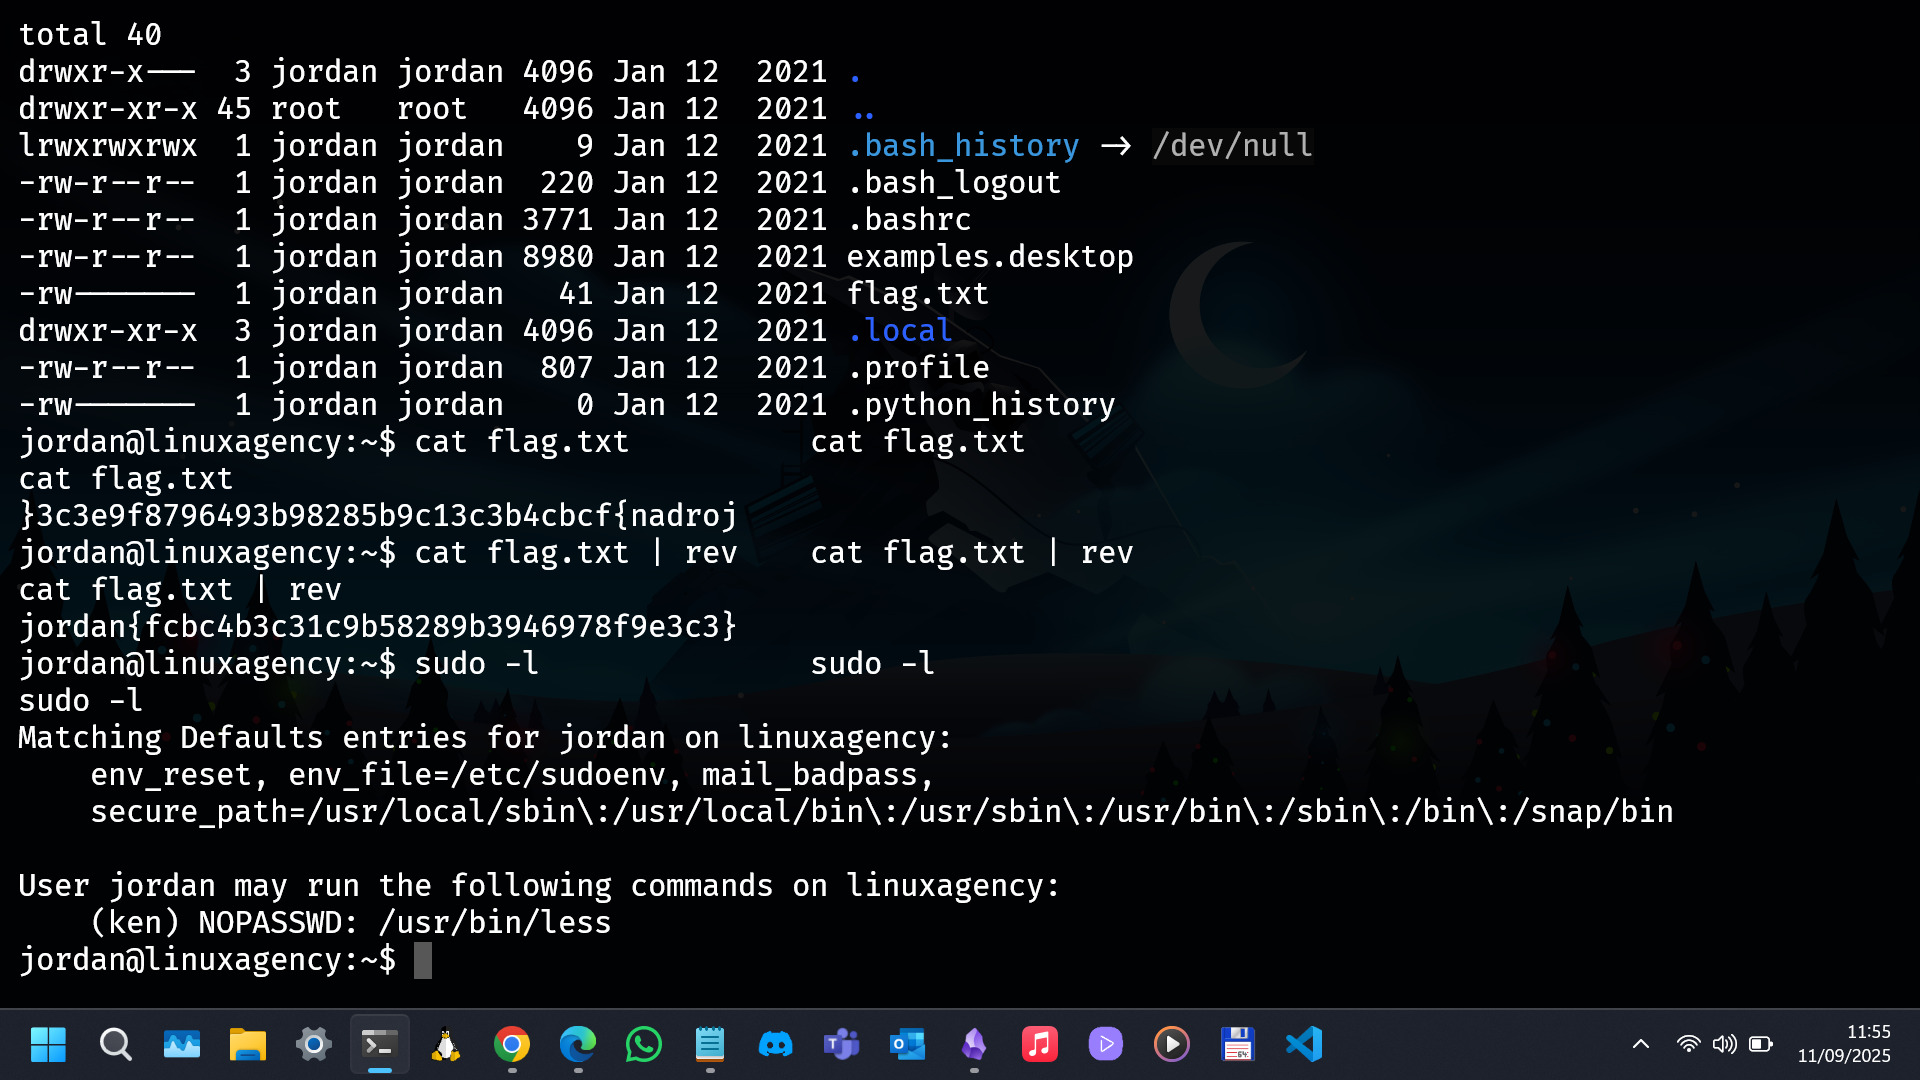 total 40
drwxr-x---  3 jordan jordan 4096 Jan 12  2021 .
drwxr-xr-x 45 root   root   4096 Jan 12  2021 ..
lrwxrwxrwx  1 jordan jordan    9 Jan 12  2021 .bash_history -> /dev/null
-rw-r--r--  1 jordan jordan  220 Jan 12  2021 .bash_logout
-rw-r--r--  1 jordan jordan 3771 Jan 12  2021 .bashrc
-rw-r--r--  1 jordan jordan 8980 Jan 12  2021 examples.desktop
-rw-------  1 jordan jordan   41 Jan 12  2021 flag.txt
drwxr-xr-x  3 jordan jordan 4096 Jan 12  2021 .local
-rw-r--r--  1 jordan jordan  807 Jan 12  2021 .profile
-rw-------  1 jordan jordan    0 Jan 12  2021 .python_history
jordan@linuxagency:~$ cat flag.txt          cat flag.txt
cat flag.txt
}3c3e9f8796493b98285b9c13c3b4cbcf{nadroj
jordan@linuxagency:~$ cat flag.txt | rev    cat flag.txt | rev
cat flag.txt | rev
jordan{fcbc4b3c31c9b58289b3946978f9e3c3}
jordan@linuxagency:~$ sudo -l               sudo -l
sudo -l
Matching Defaults entries for jordan on linuxagency:
    env_reset, env_file=/etc/sudoenv, mail_badpass,
    secure_path=/usr/local/sbin\:/usr/local/bin\:/usr/sbin\:/usr/bin\:/sbin\:/bin\:/snap/bin

User jordan may run the following commands on linuxagency:
    (ken) NOPASSWD: /usr/bin/less
jordan@linuxagency:~$
64
11:55
11/09/2025